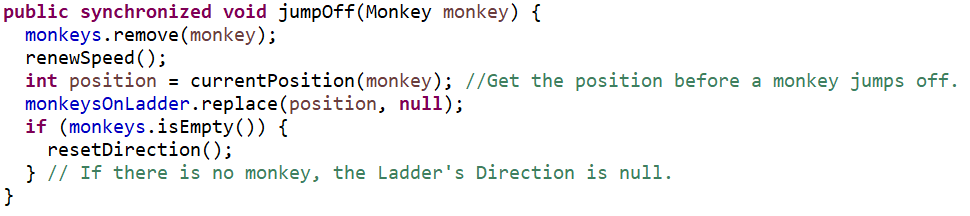 public synchronized void jumpOff(Monkey monkey) {
monkeys.remove(monkey);
renewSpeed();
int position = currentPosition(monkey); //Get the position before a monkey jumps off.
monkeysOnLadder.replace(position, null);
if (monkeys.isEmpty()) {
resetDirection();
} // If there is no monkey, the Ladder's Direction is null.
}